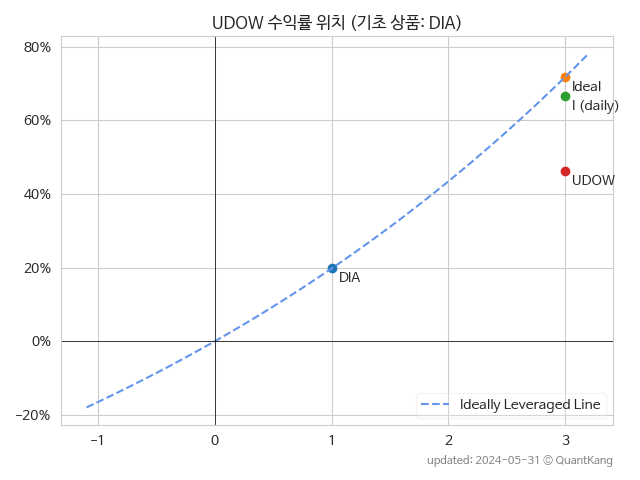 UDOW 수익률 위치 (기초 상품: DIA)
80%
60%
40%
20%
0%
−20%
Ideal
I (daily)
UDOW
DIA
Ideally Leveraged Line
−1 0 1 2 3
updated: 2024-05-31 © QuantKang